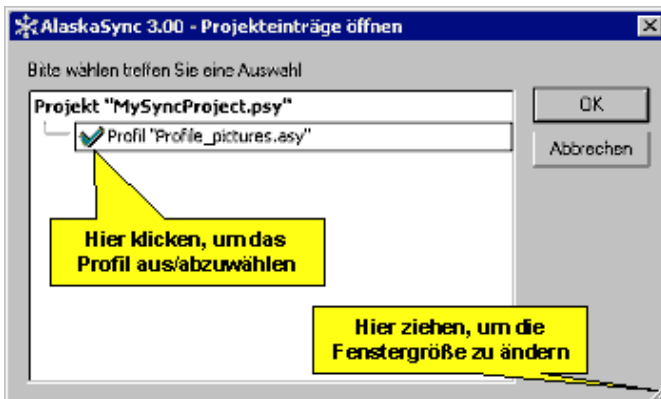 AlaskaSync 3.00 - Projekteinträge öffnen
Bitte wählen treffen Sie eine Auswahl
Projekt "MySyncProject.psy"
OK
Profil "Profile_pictures.asy"
Abbrechen
Hier klicken, um das
Profil aus/abzuwählen
Hier ziehen, um die
Fenstergröße zu ändern